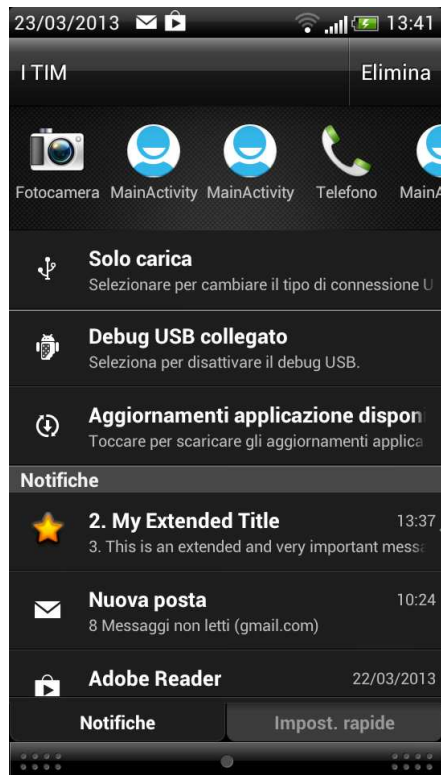 23/03/2013 13:41
I TIM Elimina
Fotocamera MainActivity MainActivity Telefono MainA
Solo carica
Selezionare per cambiare il tipo di connessione U
Debug USB collegato
Seleziona per disattivare il debug USB.
Aggiornamenti applicazione disponi
Toccare per scaricare gli aggiornamenti applica
Notifiche
2. My Extended Title 13:37
3. This is an extended and very important messa
Nuova posta 10:24
8 Messaggi non letti (gmail.com)
Adobe Reader 22/03/2013
Notifiche Impost. rapide